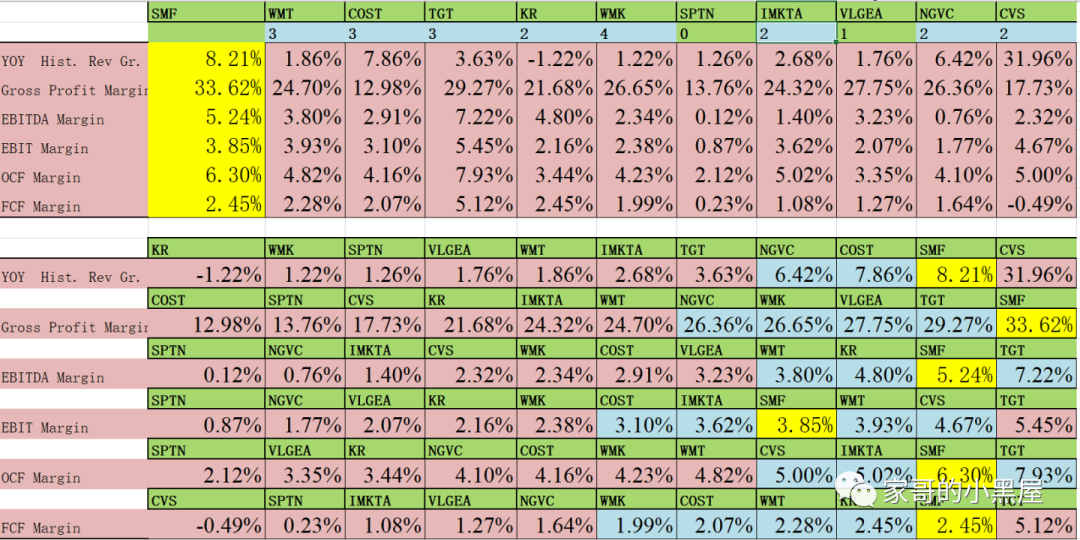 SMF WMT COST TGT KR WMK SPTN IMKTA VLGEA NGVC CVS
3 3 3 2 4 0 2 1 2 2
YOY Hist. Rev Gr. 8.21% 1.86% 7.86% 3.63% -1.22% 1.22% 1.26% 2.68% 1.76% 6.42% 31.96%
Gross Profit Margin 33.62% 24.70% 12.98% 29.27% 21.68% 26.65% 13.76% 24.32% 27.75% 26.36% 17.73%
EBITDA Margin 5.24% 3.80% 2.91% 7.22% 4.80% 2.34% 0.12% 1.40% 3.23% 0.76% 2.32%
EBIT Margin 3.85% 3.93% 3.10% 5.45% 2.16% 2.38% 0.87% 3.62% 2.07% 1.77% 4.67%
OCF Margin 6.30% 4.82% 4.16% 7.93% 3.44% 4.23% 2.12% 5.02% 3.35% 4.10% 5.00%
FCF Margin 2.45% 2.28% 2.07% 5.12% 2.45% 1.99% 0.23% 1.08% 1.27% 1.64% -0.49%
KR WMK SPTN VLGEA WMT IMKTA TGT NGVC COST SMF CVS
YOY Hist. Rev Gr. -1.22% 1.22% 1.26% 1.76% 1.86% 2.68% 3.63% 6.42% 7.86% 8.21% 31.96%
COST SPTN CVS KR IMKTA WMT NGVC WMK VLGEA TGT SMF
Gross Profit Margin 12.98% 13.76% 17.73% 21.68% 24.32% 24.70% 26.36% 26.65% 27.75% 29.27% 33.62%
SPTN NGVC IMKTA CVS WMK COST VLGEA WMT KR SMF TGT
EBITDA Margin 0.12% 0.76% 1.40% 2.32% 2.34% 2.91% 3.23% 3.80% 4.80% 5.24% 7.22%
SPTN NGVC VLGEA KR WMK COST IMKTA SMF WMT CVS TGT
EBIT Margin 0.87% 1.77% 2.07% 2.16% 2.38% 3.10% 3.62% 3.85% 3.93% 4.67% 5.45%
SPTN VLGEA KR NGVC COST WMK WMT CVS IMKTA SMF TGT
OCF Margin 2.12% 3.35% 3.44% 4.10% 4.16% 4.23% 4.82% 5.00% 5.02% 6.30% 7.93%
CVS SPTN IMKTA VLGEA NGVC WMK COST WMT KR SMF TGT
FCF Margin -0.49% 0.23% 1.08% 1.27% 1.64% 1.99% 2.07% 2.28% 2.45% 2.45% 5.12%
家哥的小黑屋